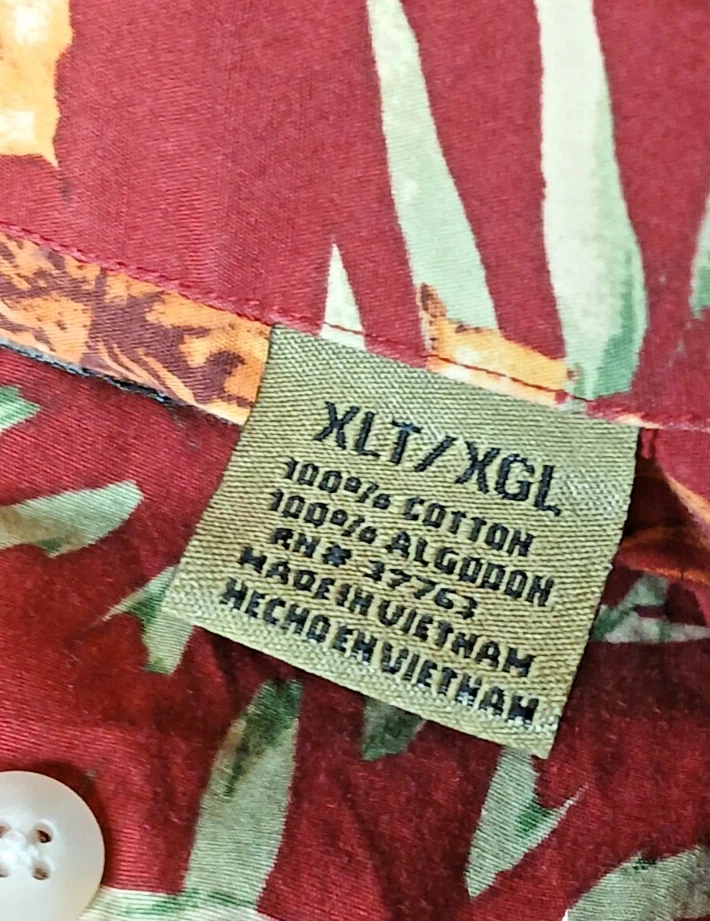 XLT/XGL
100% COTTON
100% ALGODON
RN# 37763
MADE IN VIETNAM
HECHO EN VIETNAM